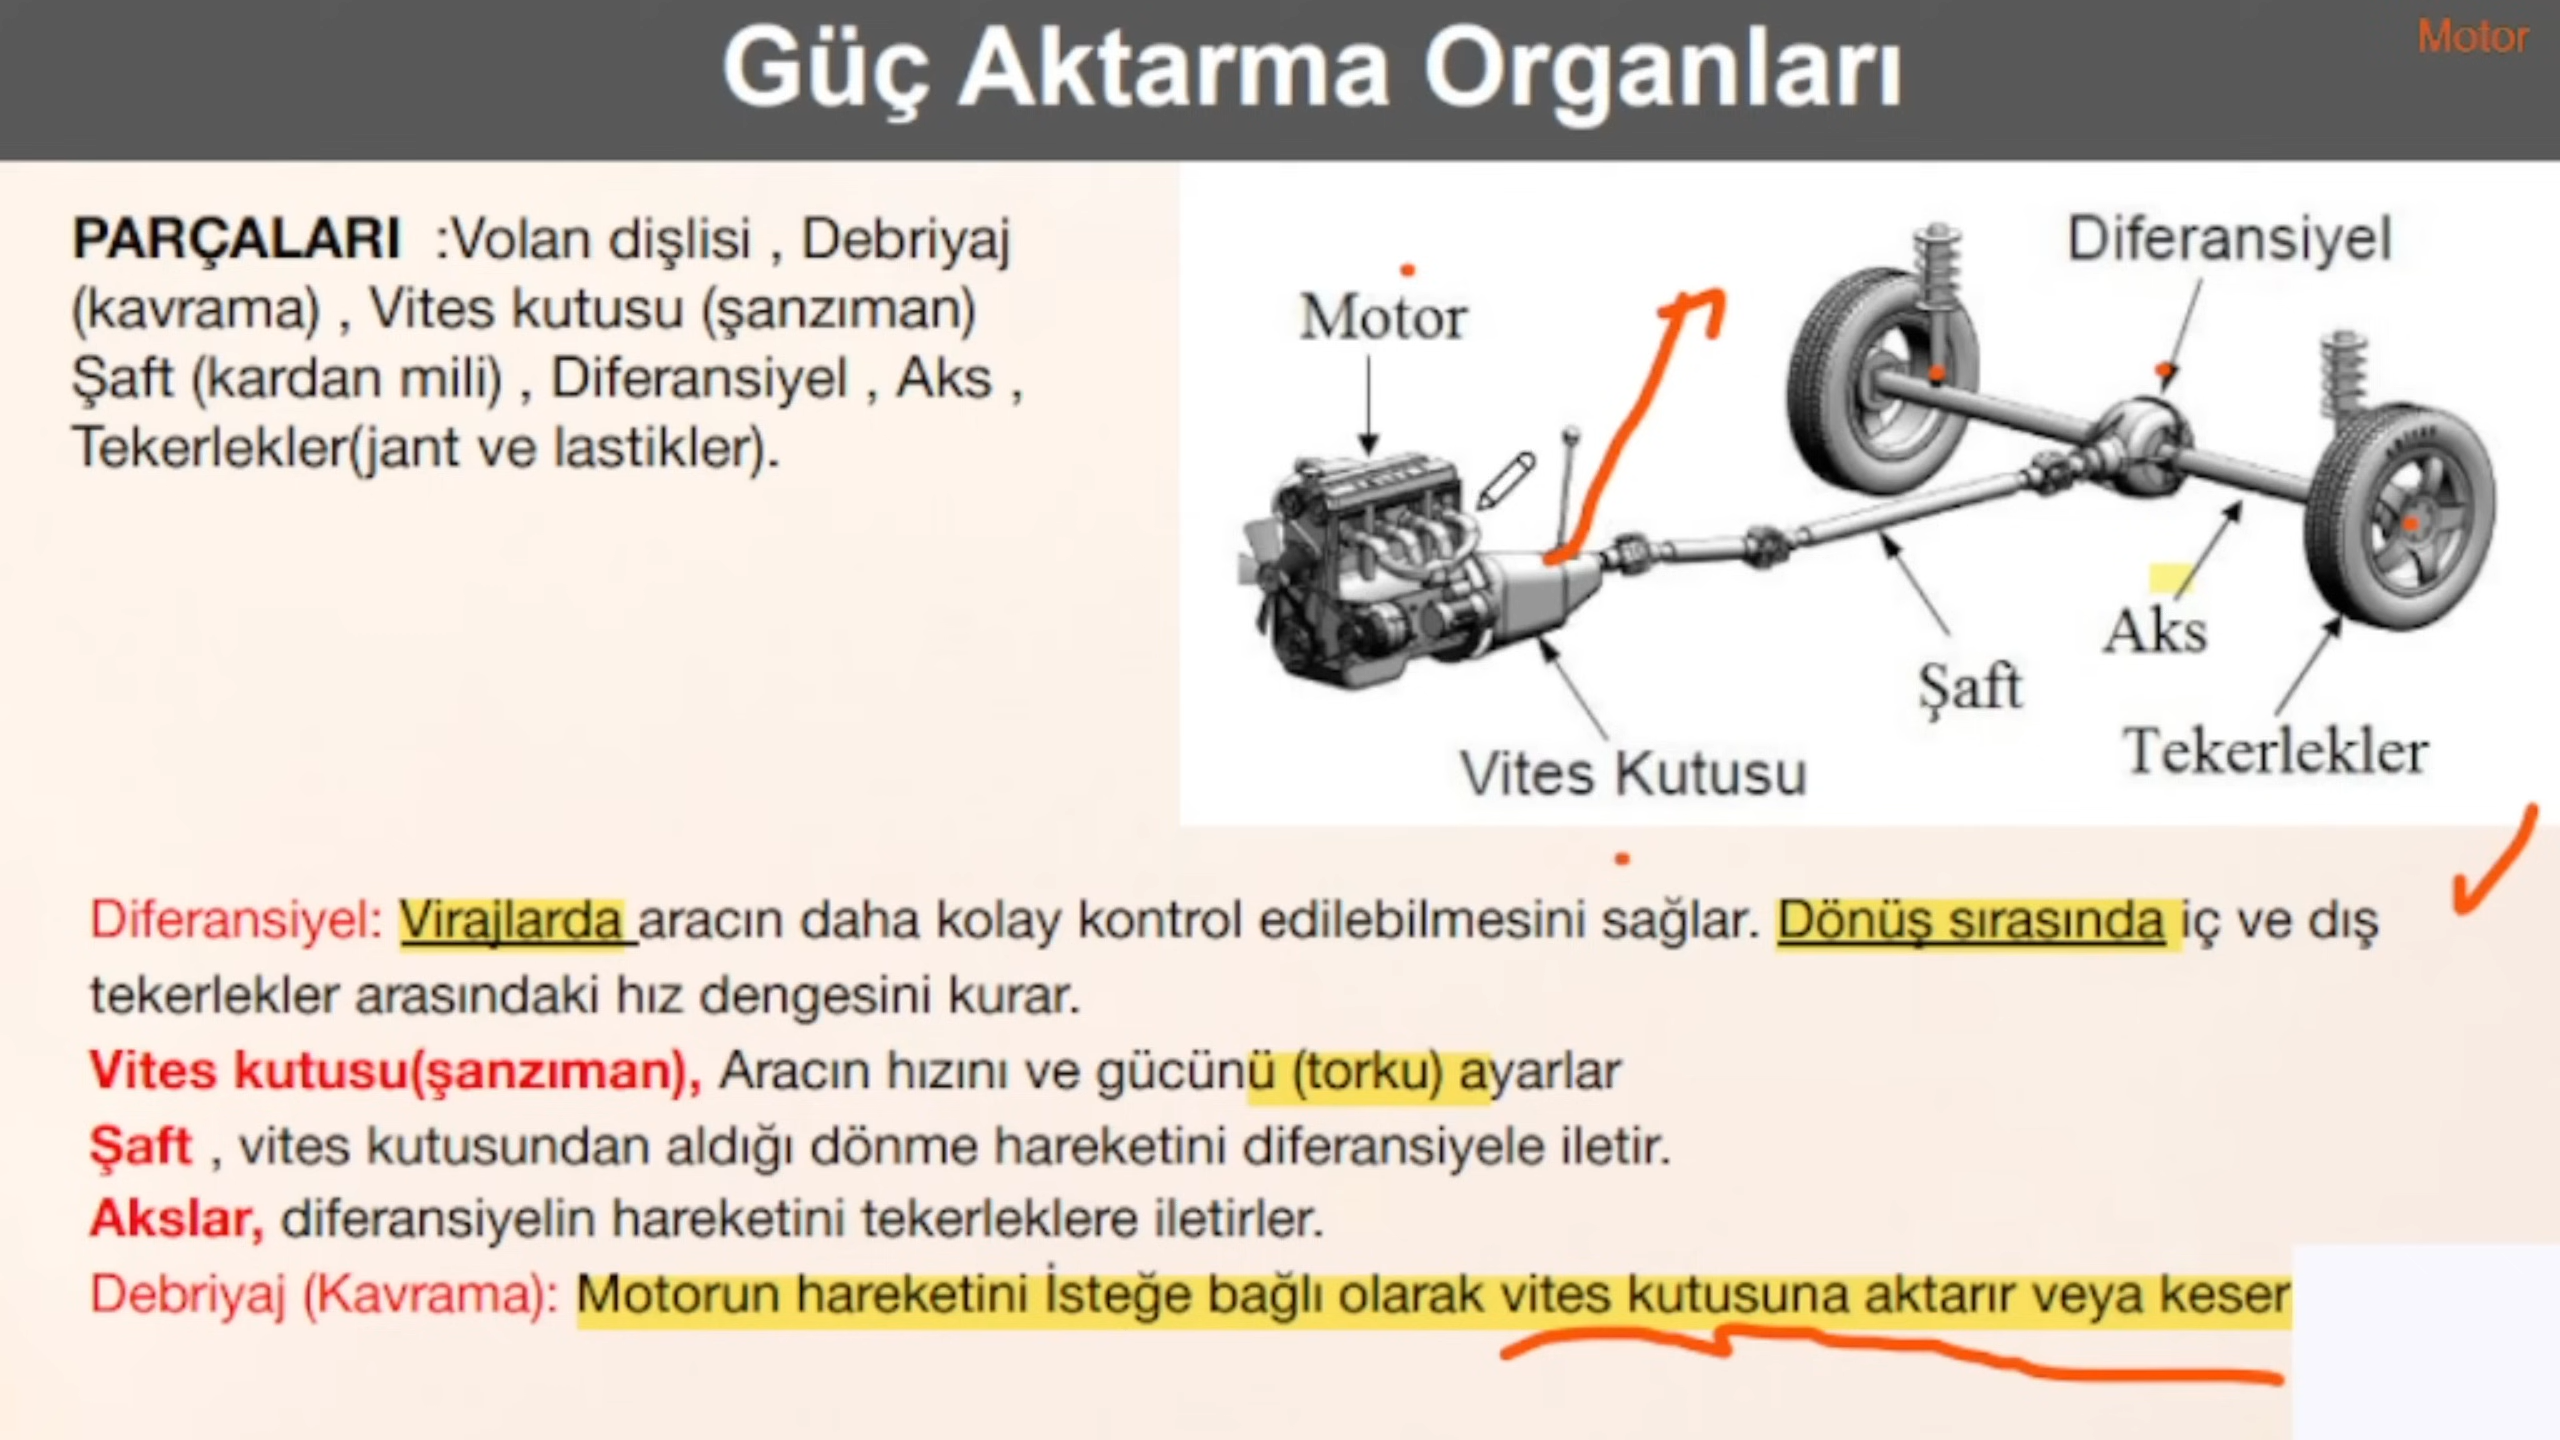 Güç Aktarma Organları
Motor
PARÇALARI :Volan dişlisi , Debriyaj
(kavrama) , Vites kutusu (şanzıman)
Şaft (kardan mili) , Diferansiyel , Aks ,
Tekerlekler(jant ve lastikler).
Motor
Diferansiyel
Aks
Şaft
Tekerlekler
Vites Kutusu
Diferansiyel: Virajlarda aracın daha kolay kontrol edilebilmesini sağlar. Dönüş sırasında iç ve dış
tekerlekler arasındaki hız dengesini kurar.
Vites kutusu(şanzıman), Aracın hızını ve gücünü (torku) ayarlar
Şaft , vites kutusundan aldığı dönme hareketini diferansiyele iletir.
Akslar, diferansiyelin hareketini tekerleklere iletirler.
Debriyaj (Kavrama): Motorun hareketini İsteğe bağlı olarak vites kutusuna aktarır veya keser